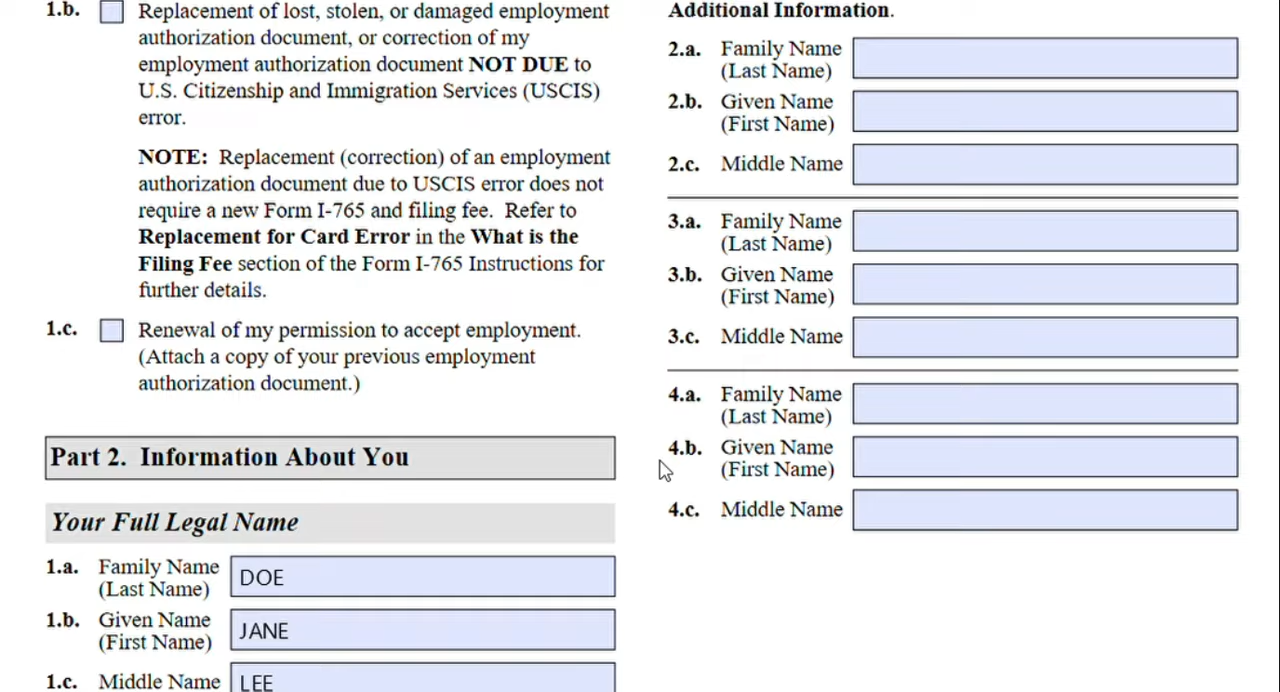 1.b. Replacement of lost, stolen, or damaged employment
authorization document, or correction of my
employment authorization document NOT DUE to
U.S. Citizenship and Immigration Services (USCIS)
error.
NOTE: Replacement (correction) of an employment
authorization document due to USCIS error does not
require a new Form I-765 and filing fee. Refer to
Replacement for Card Error in the What is the
Filing Fee section of the Form I-765 Instructions for
further details.
1.c. Renewal of my permission to accept employment.
(Attach a copy of your previous employment
authorization document.)
Part 2. Information About You
Your Full Legal Name
1.a. Family Name
(Last Name) DOE
1.b. Given Name
(First Name) JANE
1.c. Middle Name LEE
Additional Information.
2.a. Family Name
(Last Name)
2.b. Given Name
(First Name)
2.c. Middle Name
3.a. Family Name
(Last Name)
3.b. Given Name
(First Name)
3.c. Middle Name
4.a. Family Name
(Last Name)
4.b. Given Name
(First Name)
4.c. Middle Name